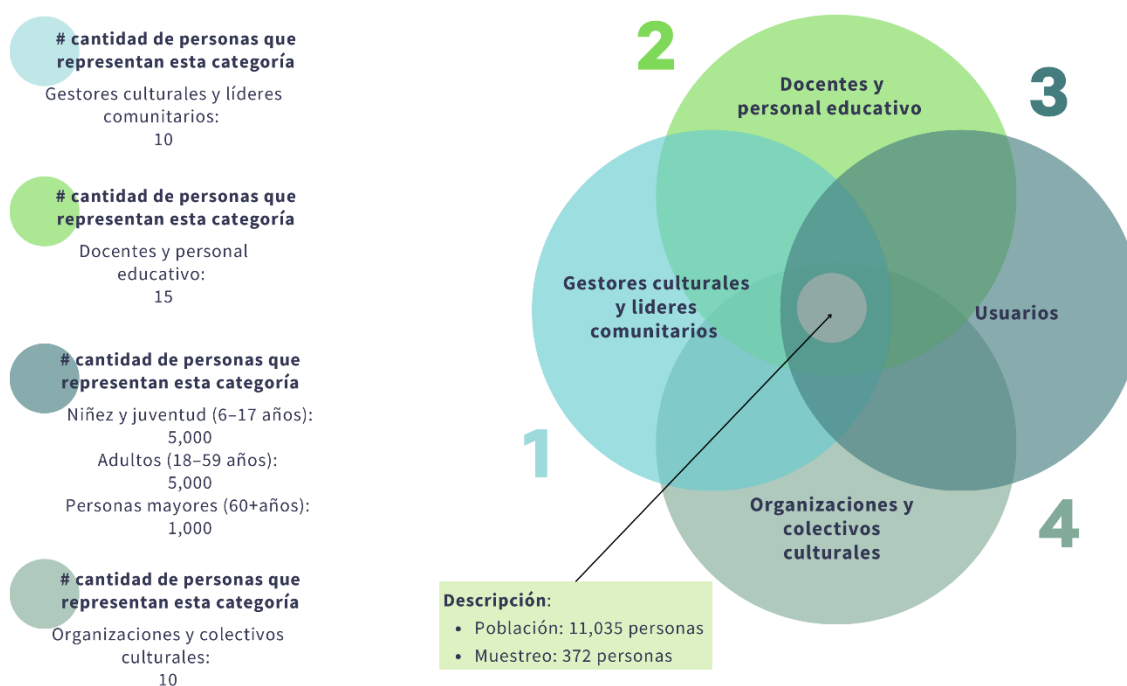 # cantidad de personas que
representan esta categoría
Gestores culturales y líderes
comunitarios:
10
# cantidad de personas que
representan esta categoría
Docentes y personal
educativo:
15
# cantidad de personas que
representan esta categoría
Niñez y juventud (6–17 años):
5,000
Adultos (18–59 años):
5,000
Personas mayores (60+años):
1,000
# cantidad de personas que
representan esta categoría
Organizaciones y colectivos
culturales:
10
2
Docentes y
personal educativo
3
Gestores culturales
y lideres
comunitarios
Usuarios
1
Organizaciones y
colectivos
culturales
4
Descripción:
• Población: 11,035 personas
• Muestreo: 372 personas